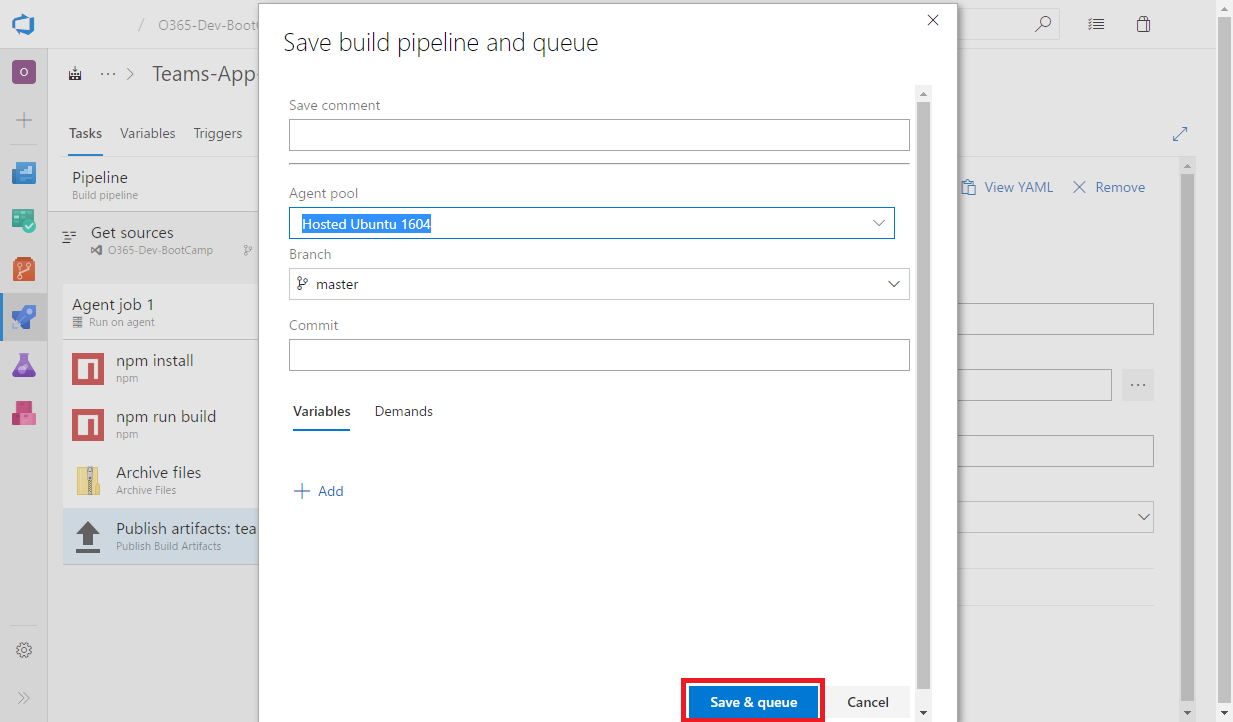 / O365-Dev-Boot
O
Teams-App-
Tasks Variables Triggers
Pipeline
Build pipeline
Get sources
O365-Dev-BootCamp
Agent job 1
Run on agent
npm install
npm
npm run build
npm
Archive files
Archive Files
Publish artifacts: tea
Publish Build Artifacts
Save build pipeline and queue
Save comment
Agent pool
Hosted Ubuntu 1604
Branch
master
Commit
Variables Demands
Add
Save & queue Cancel
View YAML Remove